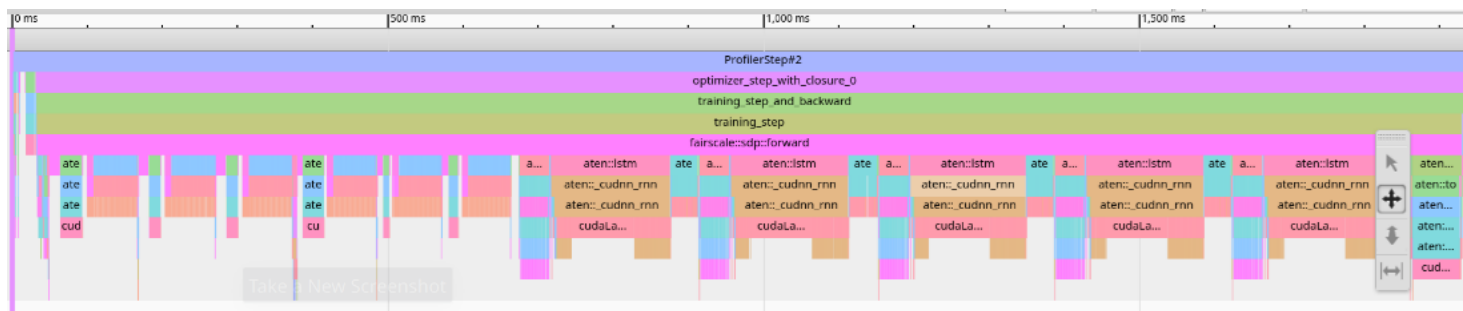 0 ms 500 ms 1,000 ms 1,500 ms
ProfilerStep#2
optimizer_step_with_closure_0
training_step_and_backward
training_step
fairscale::sdp::forward
ate ate a... aten::lstm ate a... aten::lstm ate a... aten::lstm ate a... aten::lstm ate a... aten::lstm aten...
ate ate aten::_cudnn_rnn aten::_cudnn_rnn aten::_cudnn_rnn aten::_cudnn_rnn aten::_cudnn_rnn aten::to
ate ate aten::_cudnn_rnn aten::_cudnn_rnn aten::_cudnn_rnn aten::_cudnn_rnn aten::_cudnn_rnn aten...
cud cu cudaLa... cudaLa... cudaLa... cudaLa... cudaLa... aten:...
aten:...
cud...
Take a New Screenshot